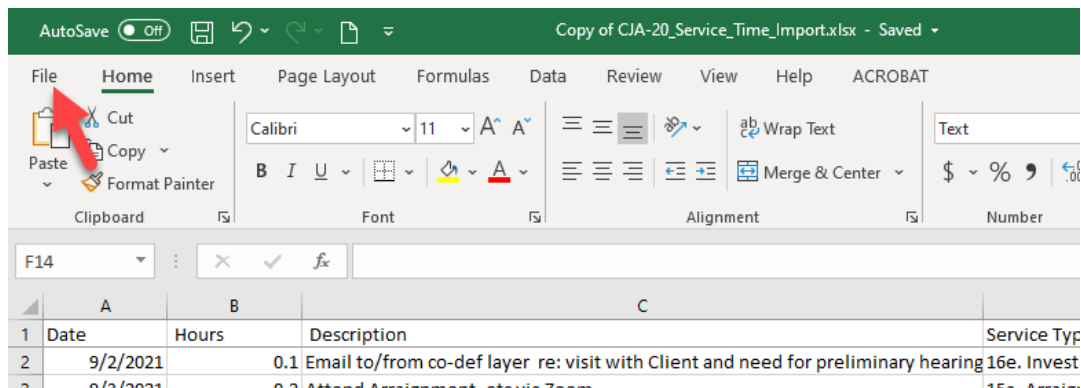 AutoSave Off Copy of CJA-20_Service_Time_Import.xlsx - Saved
File Home Insert Page Layout Formulas Data Review View Help ACROBAT
Cut
Copy
Paste
Format Painter
Clipboard
Calibri 11 A A
B I U A
Font
ab Wrap Text
Merge & Center
Alignment
Text
$ % 9
Number
F14 fx
A B C
1 Date Hours Description Service Typ
2 9/2/2021 0.1 Email to/from co-def layer re: visit with Client and need for preliminary hearing 16e. Invest